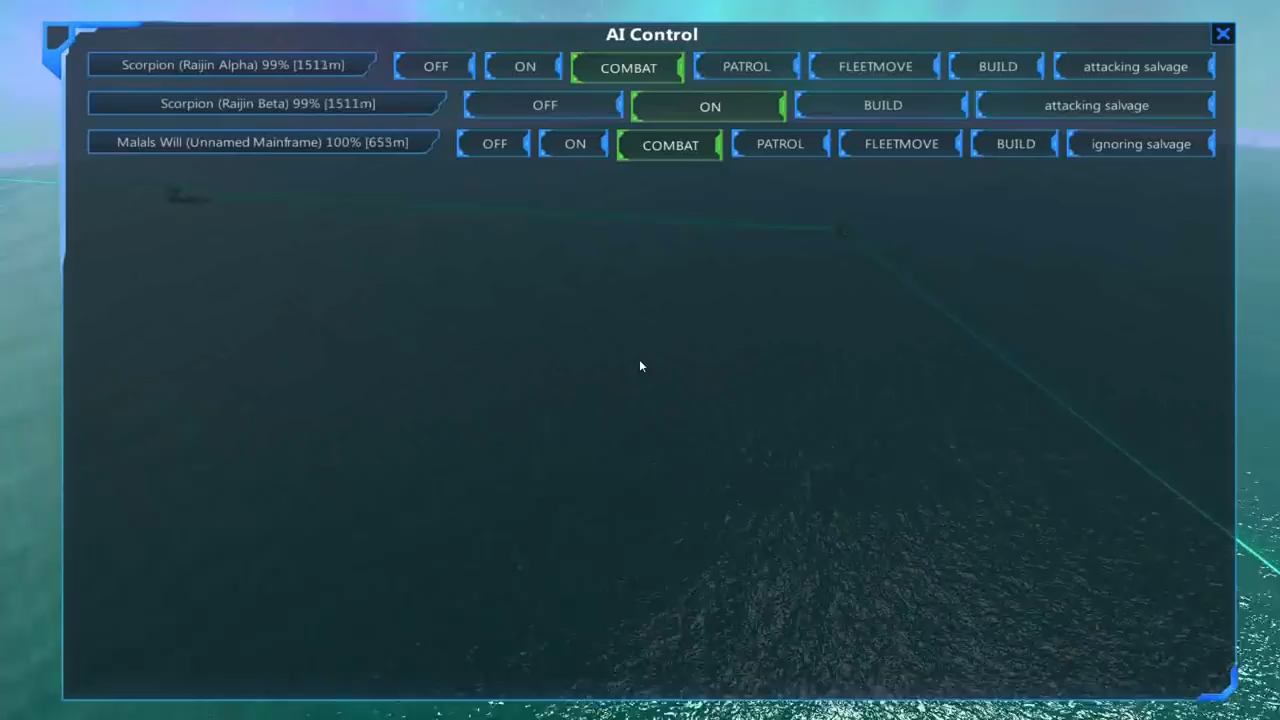 AI Control
Scorpion (Raijin Alpha) 99% [1511m] OFF ON COMBAT PATROL FLEETMOVE BUILD attacking salvage
Scorpion (Raijin Beta) 99% [1511m] OFF ON BUILD attacking salvage
Malals Will (Unnamed Mainframe) 100% [653m] OFF ON COMBAT PATROL FLEETMOVE BUILD ignoring salvage